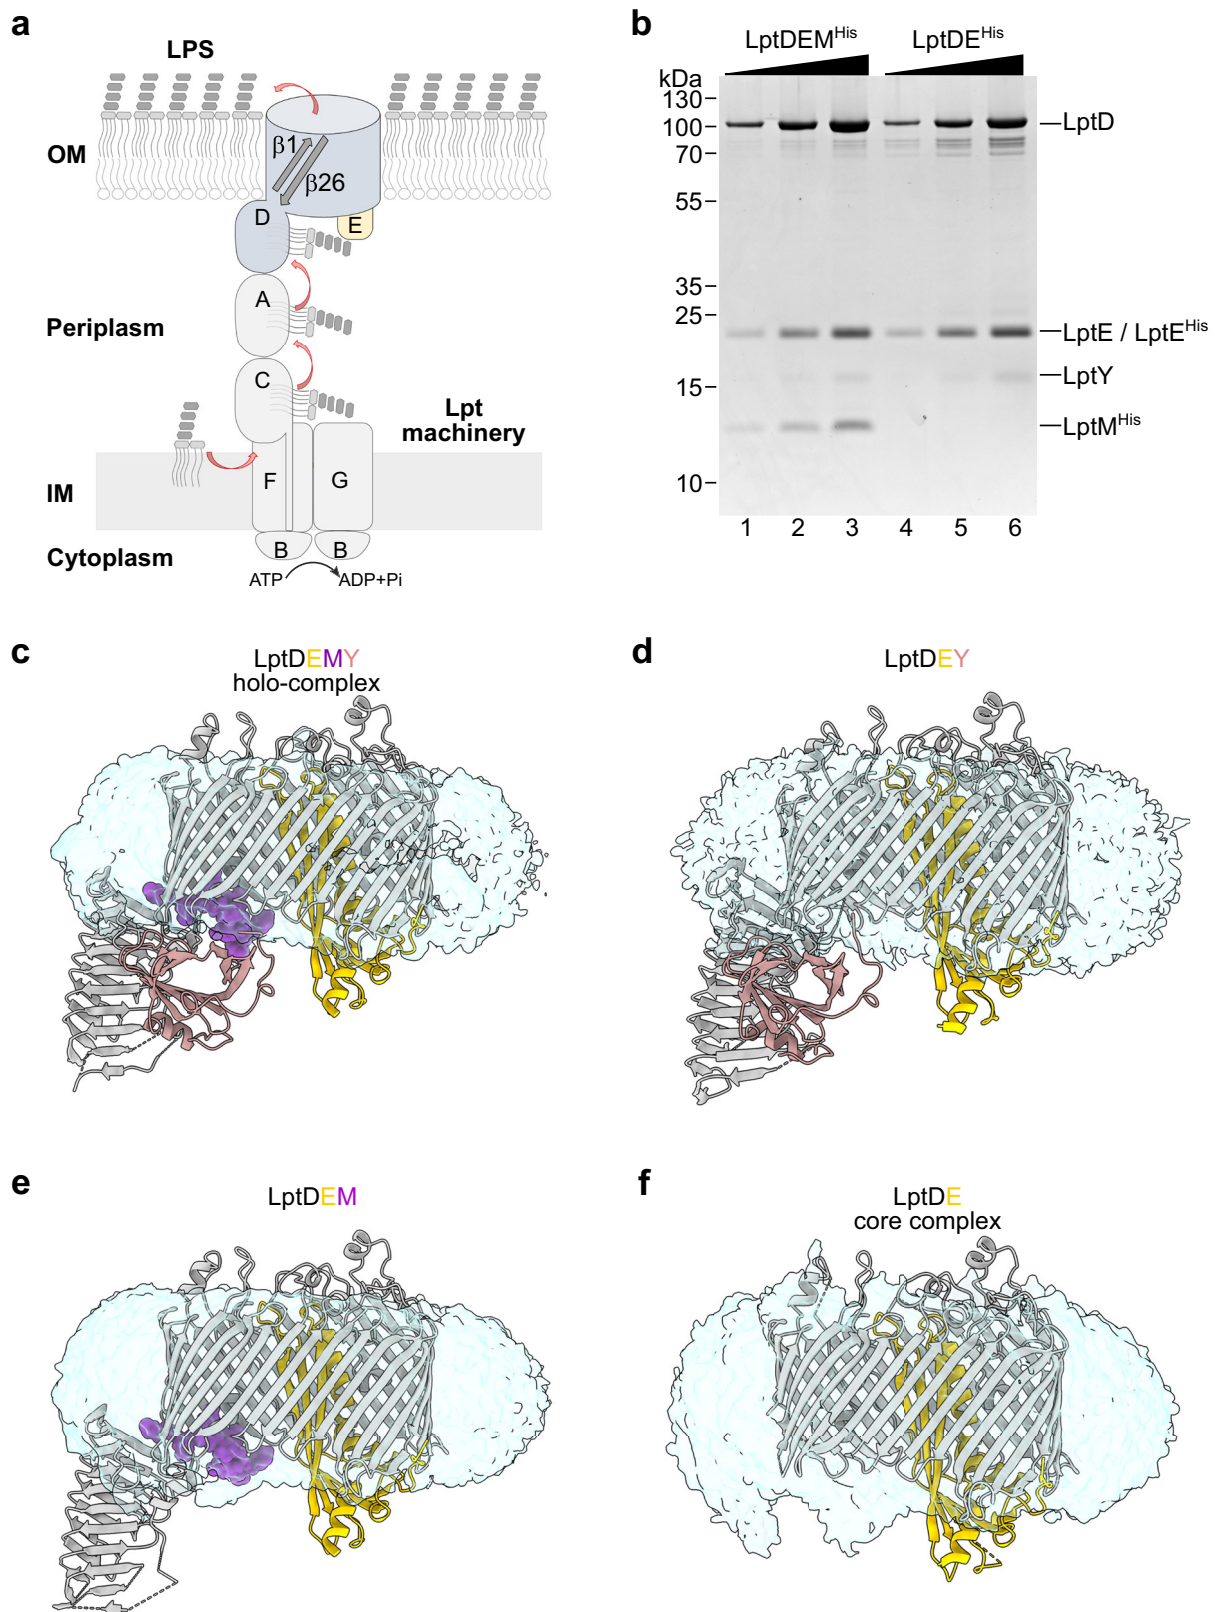 a
LPS
OM
β1
β26
D
E
A
Periplasm
C
Lpt
machinery
IM
F
G
Cytoplasm
B
B
ATP
ADP+Pi
b
LptDEM^His
LptDE^His
kDa
130
100
70
55
35
25
15
10
LptD
LptE / LptE^His
LptY
LptM^His
1 2 3 4 5 6
c
LptDEMY
holo-complex
d
LptDEY
e
LptDEM
f
LptDE
core complex